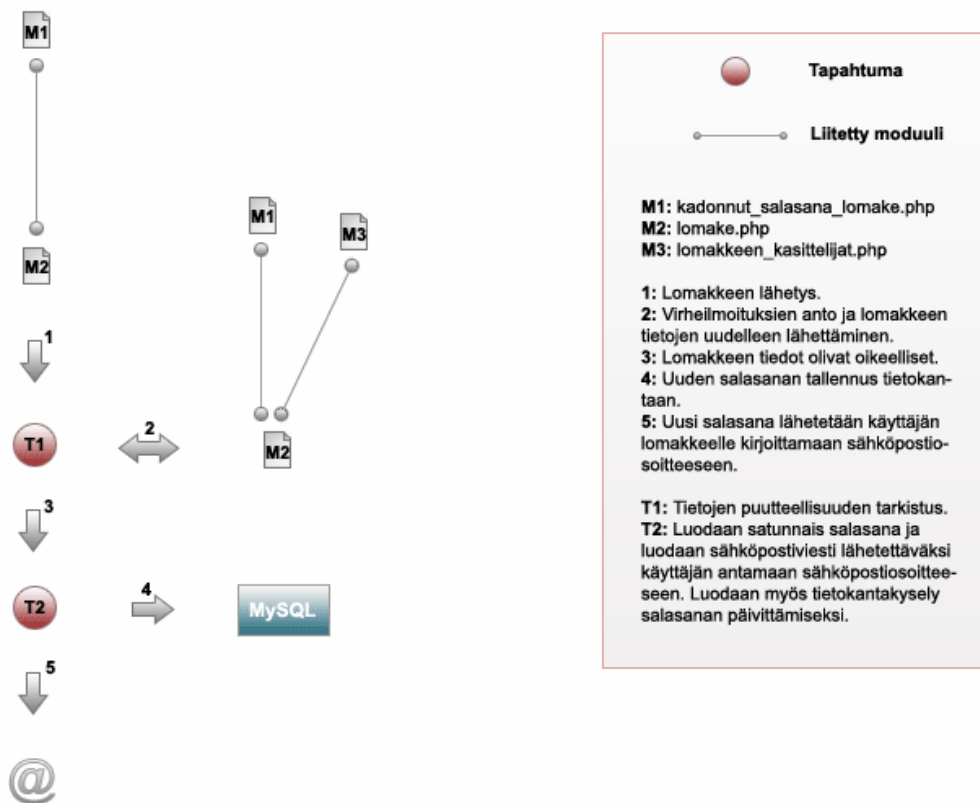 M1
M2
1
T1
2
M1
M3
M2
3
T2
4
MySQL
5
@
Tapahtuma
Liitetty moduuli
M1: kadonnut_salasana_lomake.php
M2: lomake.php
M3: lomakkeen_kasittelijat.php
1: Lomakkeen lähetys.
2: Virheilmoituksien anto ja lomakkeen
tietojen uudelleen lähettäminen.
3: Lomakkeen tiedot olivat oikeelliset.
4: Uuden salasanan tallennus tietokan-
taan.
5: Uusi salasana lähetetään käyttäjän
lomakkeelle kirjoittamaan sähköpostio-
soitteeseen.
T1: Tietojen puutteellisuuden tarkistus.
T2: Luodaan satunnais salasana ja
luodaan sähköpostiviesti lähetettäväksi
käyttäjän antamaan sähköpostiosoittee-
seen. Luodaan myös tietokantakysely
salasanan päivittämiseksi.